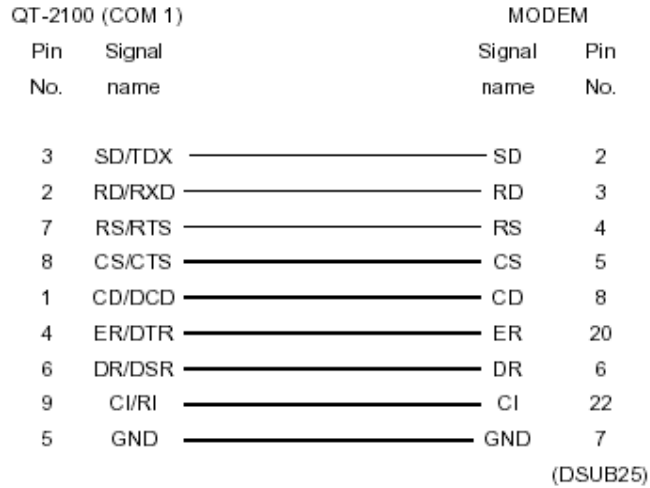 QT-2100 (COM 1) MODEM
Pin Signal Signal Pin
No. name name No.
3 SD/TDX SD 2
2 RD/RXD RD 3
7 RS/RTS RS 4
8 CS/CTS CS 5
1 CD/DCD CD 8
4 ER/DTR ER 20
6 DR/DSR DR 6
9 CI/RI CI 22
5 GND GND 7
(DSUB25)